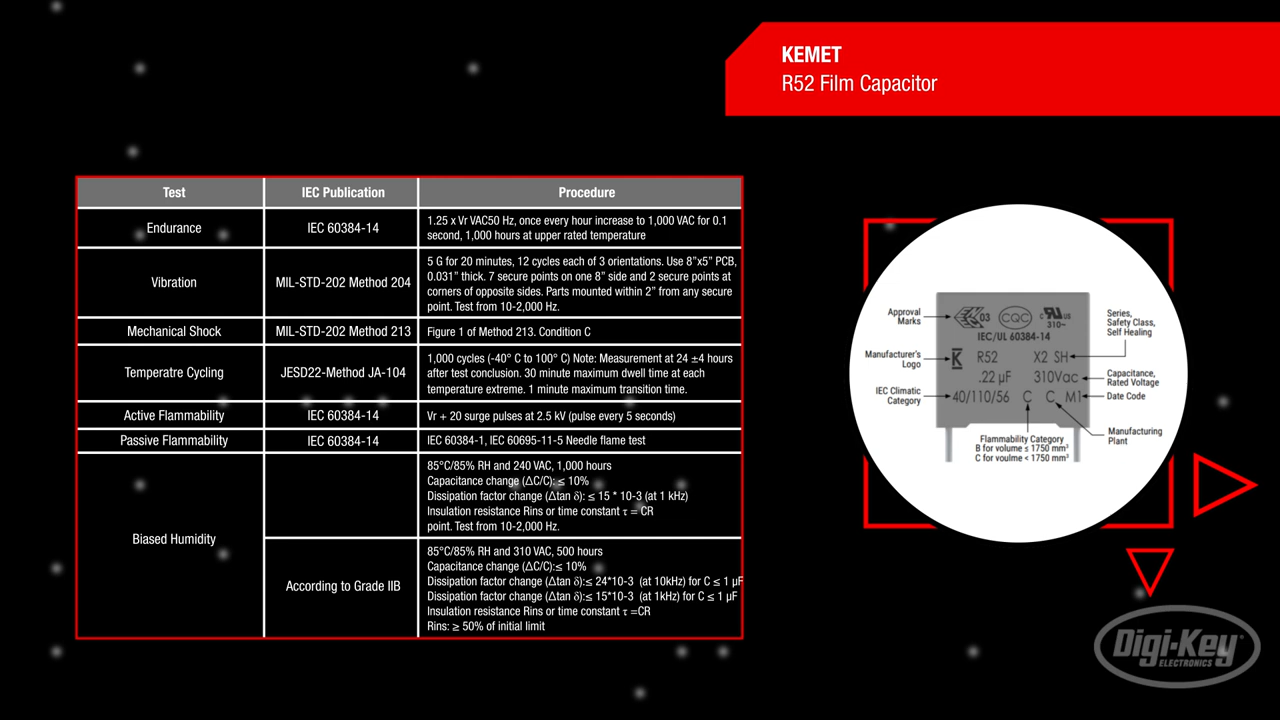 KEMET
R52 Film Capacitor
Test IEC Publication Procedure
Endurance IEC 60384-14
1.25 x Vr VAC50 Hz, once every hour increase to 1,000 VAC for 0.1
second, 1,000 hours at upper rated temperature
Vibration MIL-STD-202 Method 204
5 G for 20 minutes, 12 cycles each of 3 orientations. Use 8"x5" PCB,
0.031" thick. 7 secure points on one 8" side and 2 secure points at
corners of opposite sides. Parts mounted within 2" from any secure
point. Test from 10-2,000 Hz.
Mechanical Shock MIL-STD-202 Method 213 Figure 1 of Method 213. Condition C
Temperatre Cycling JESD22-Method JA-104
1,000 cycles (-40° C to 100° C) Note: Measurement at 24 ±4 hours
after test conclusion. 30 minute maximum dwell time at each
temperature extreme. 1 minute maximum transition time.
Active Flammability IEC 60384-14 Vr + 20 surge pulses at 2.5 kV (pulse every 5 seconds)
Passive Flammability IEC 60384-14 IEC 60384-1, IEC 60695-11-5 Needle flame test
Biased Humidity
85°C/85% RH and 240 VAC, 1,000 hours
Capacitance change (ΔC/C): ≤ 10%
Dissipation factor change (Δtan δ): ≤ 15 * 10-3 (at 1 kHz)
Insulation resistance Rins or time constant τ = CR
point. Test from 10-2,000 Hz.
According to Grade IIB
85°C/85% RH and 310 VAC, 500 hours
Capacitance change (ΔC/C):≤ 10%
Dissipation factor change (Δtan δ):≤ 24*10-3 (at 10kHz) for C ≤ 1 µF
Dissipation factor change (Δtan δ):≤ 15*10-3 (at 1kHz) for C ≤ 1 µF
Insulation resistance Rins or time constant τ =CR
Rins: ≥ 50% of initial limit
Approval
Marks
03 CQC C UL US
310~
IEC/UL 60384-14
Series,
Safety Class,
Self Healing
Manufacturer's
Logo
K R52 X2 SH
.22 µF 310Vac
Capacitance,
Rated Voltage
IEC Climatic
Category
40/110/56 C C M1
Date Code
Manufacturing
Plant
Flammability Category
B for volume ≤ 1750 mm³
C for voulme < 1750 mm³
Digi-Key
ELECTRONICS